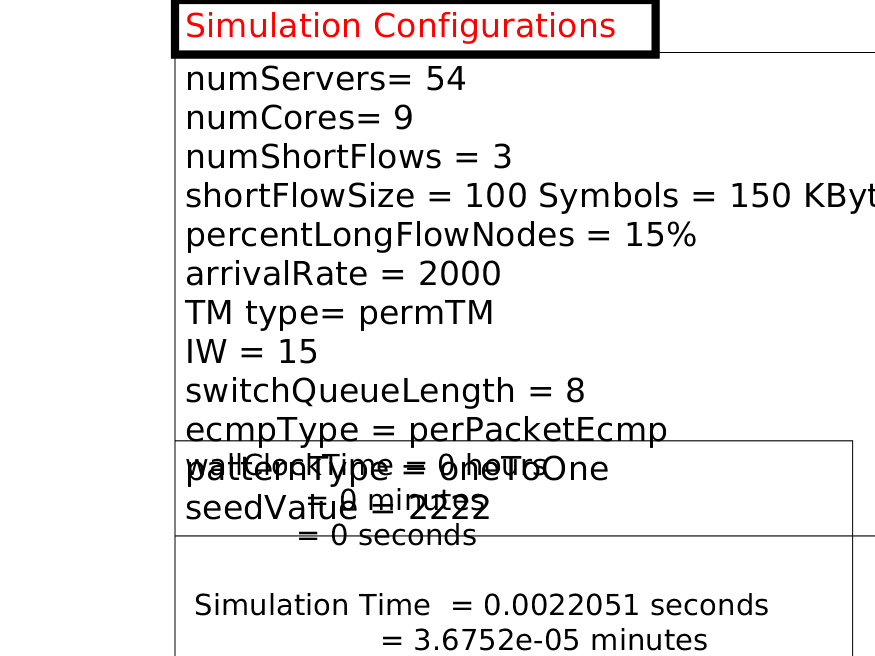 Simulation Configurations
numServers= 54
numCores= 9
numShortFlows = 3
shortFlowSize = 100 Symbols = 150 KByt
percentLongFlowNodes = 15%
arrivalRate = 2000
TM type= permTM
IW = 15
switchQueueLength = 8
ecmpType = perPacketEcmp
wallClockTime = 0 hours
patternType = oneToOne
= 0 minutes
seedValue = 2222
= 0 seconds
Simulation Time  = 0.0022051 seconds
= 3.6752e-05 minutes